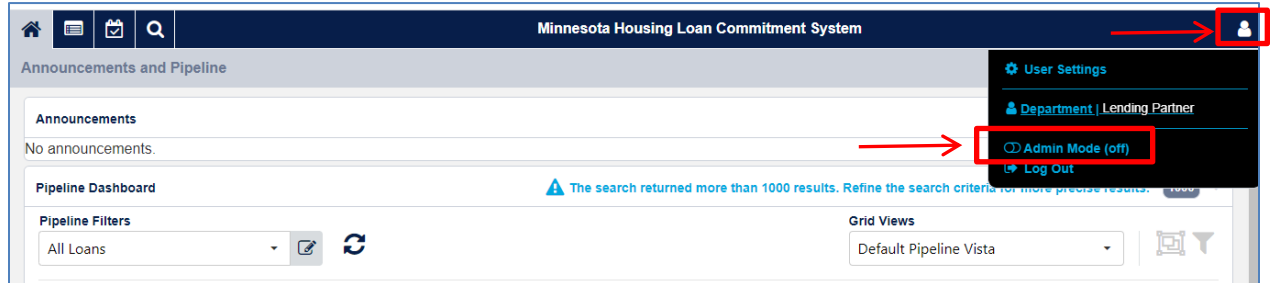 Minnesota Housing Loan Commitment System
Announcements and Pipeline
User Settings
Department | Lending Partner
Admin Mode (off)
Log Out
Announcements
No announcements.
Pipeline Dashboard
The search returned more than 1000 results. Refine the search criteria for more precise results.
1000
Pipeline Filters
All Loans
Grid Views
Default Pipeline Vista